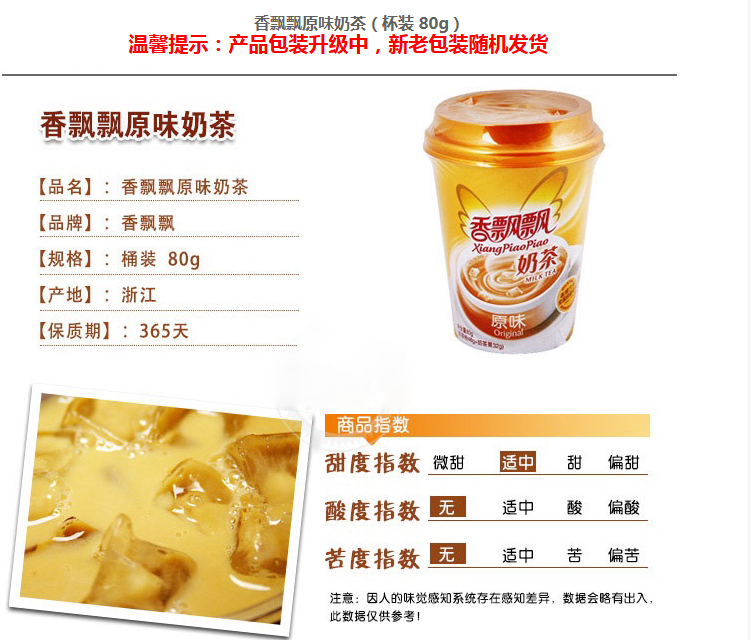 香飘飘原味奶茶 ( 杯装 80g )
温馨提示：产品包装升级中，新老包装随机发货
香飘飘原味奶茶
【品名】：香飘飘原味奶茶
【品牌】：香飘飘
【规格】：桶装 80g
【产地】：浙江
【保质期】：365天
香飘飘
XiangPiaoPiao
奶茶
MILK TEA
原味
Original
商品指数
甜度指数 微甜 适中 甜 偏甜
酸度指数 无 适中 酸 偏酸
苦度指数 无 适中 苦 偏苦
注意：因人的味觉感知系统存在感知差异，数据会略有出入，
此数据仅供参考！